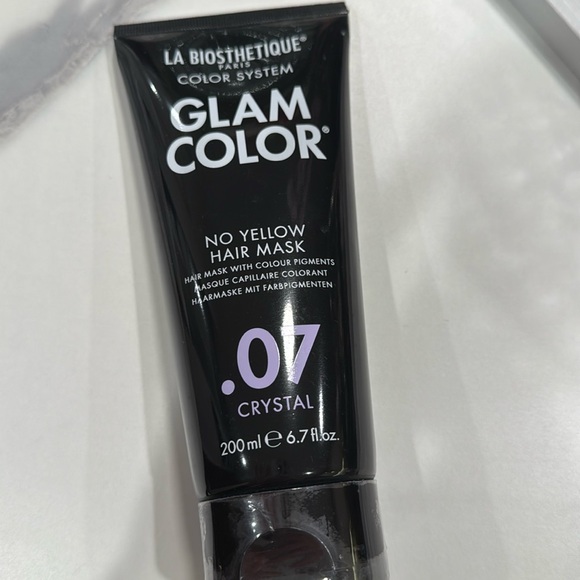 LA BIOSTHETIQUE®
PARIS
COLOR SYSTEM
GLAM
COLOR®
NO YELLOW
HAIR MASK
HAIR MASK WITH COLOUR PIGMENTS
MASQUE CAPILLAIRE COLORANT
HAARMASKE MIT FARBPIGMENTEN
.07
CRYSTAL
200 ml ℮ 6.7 fl.oz.